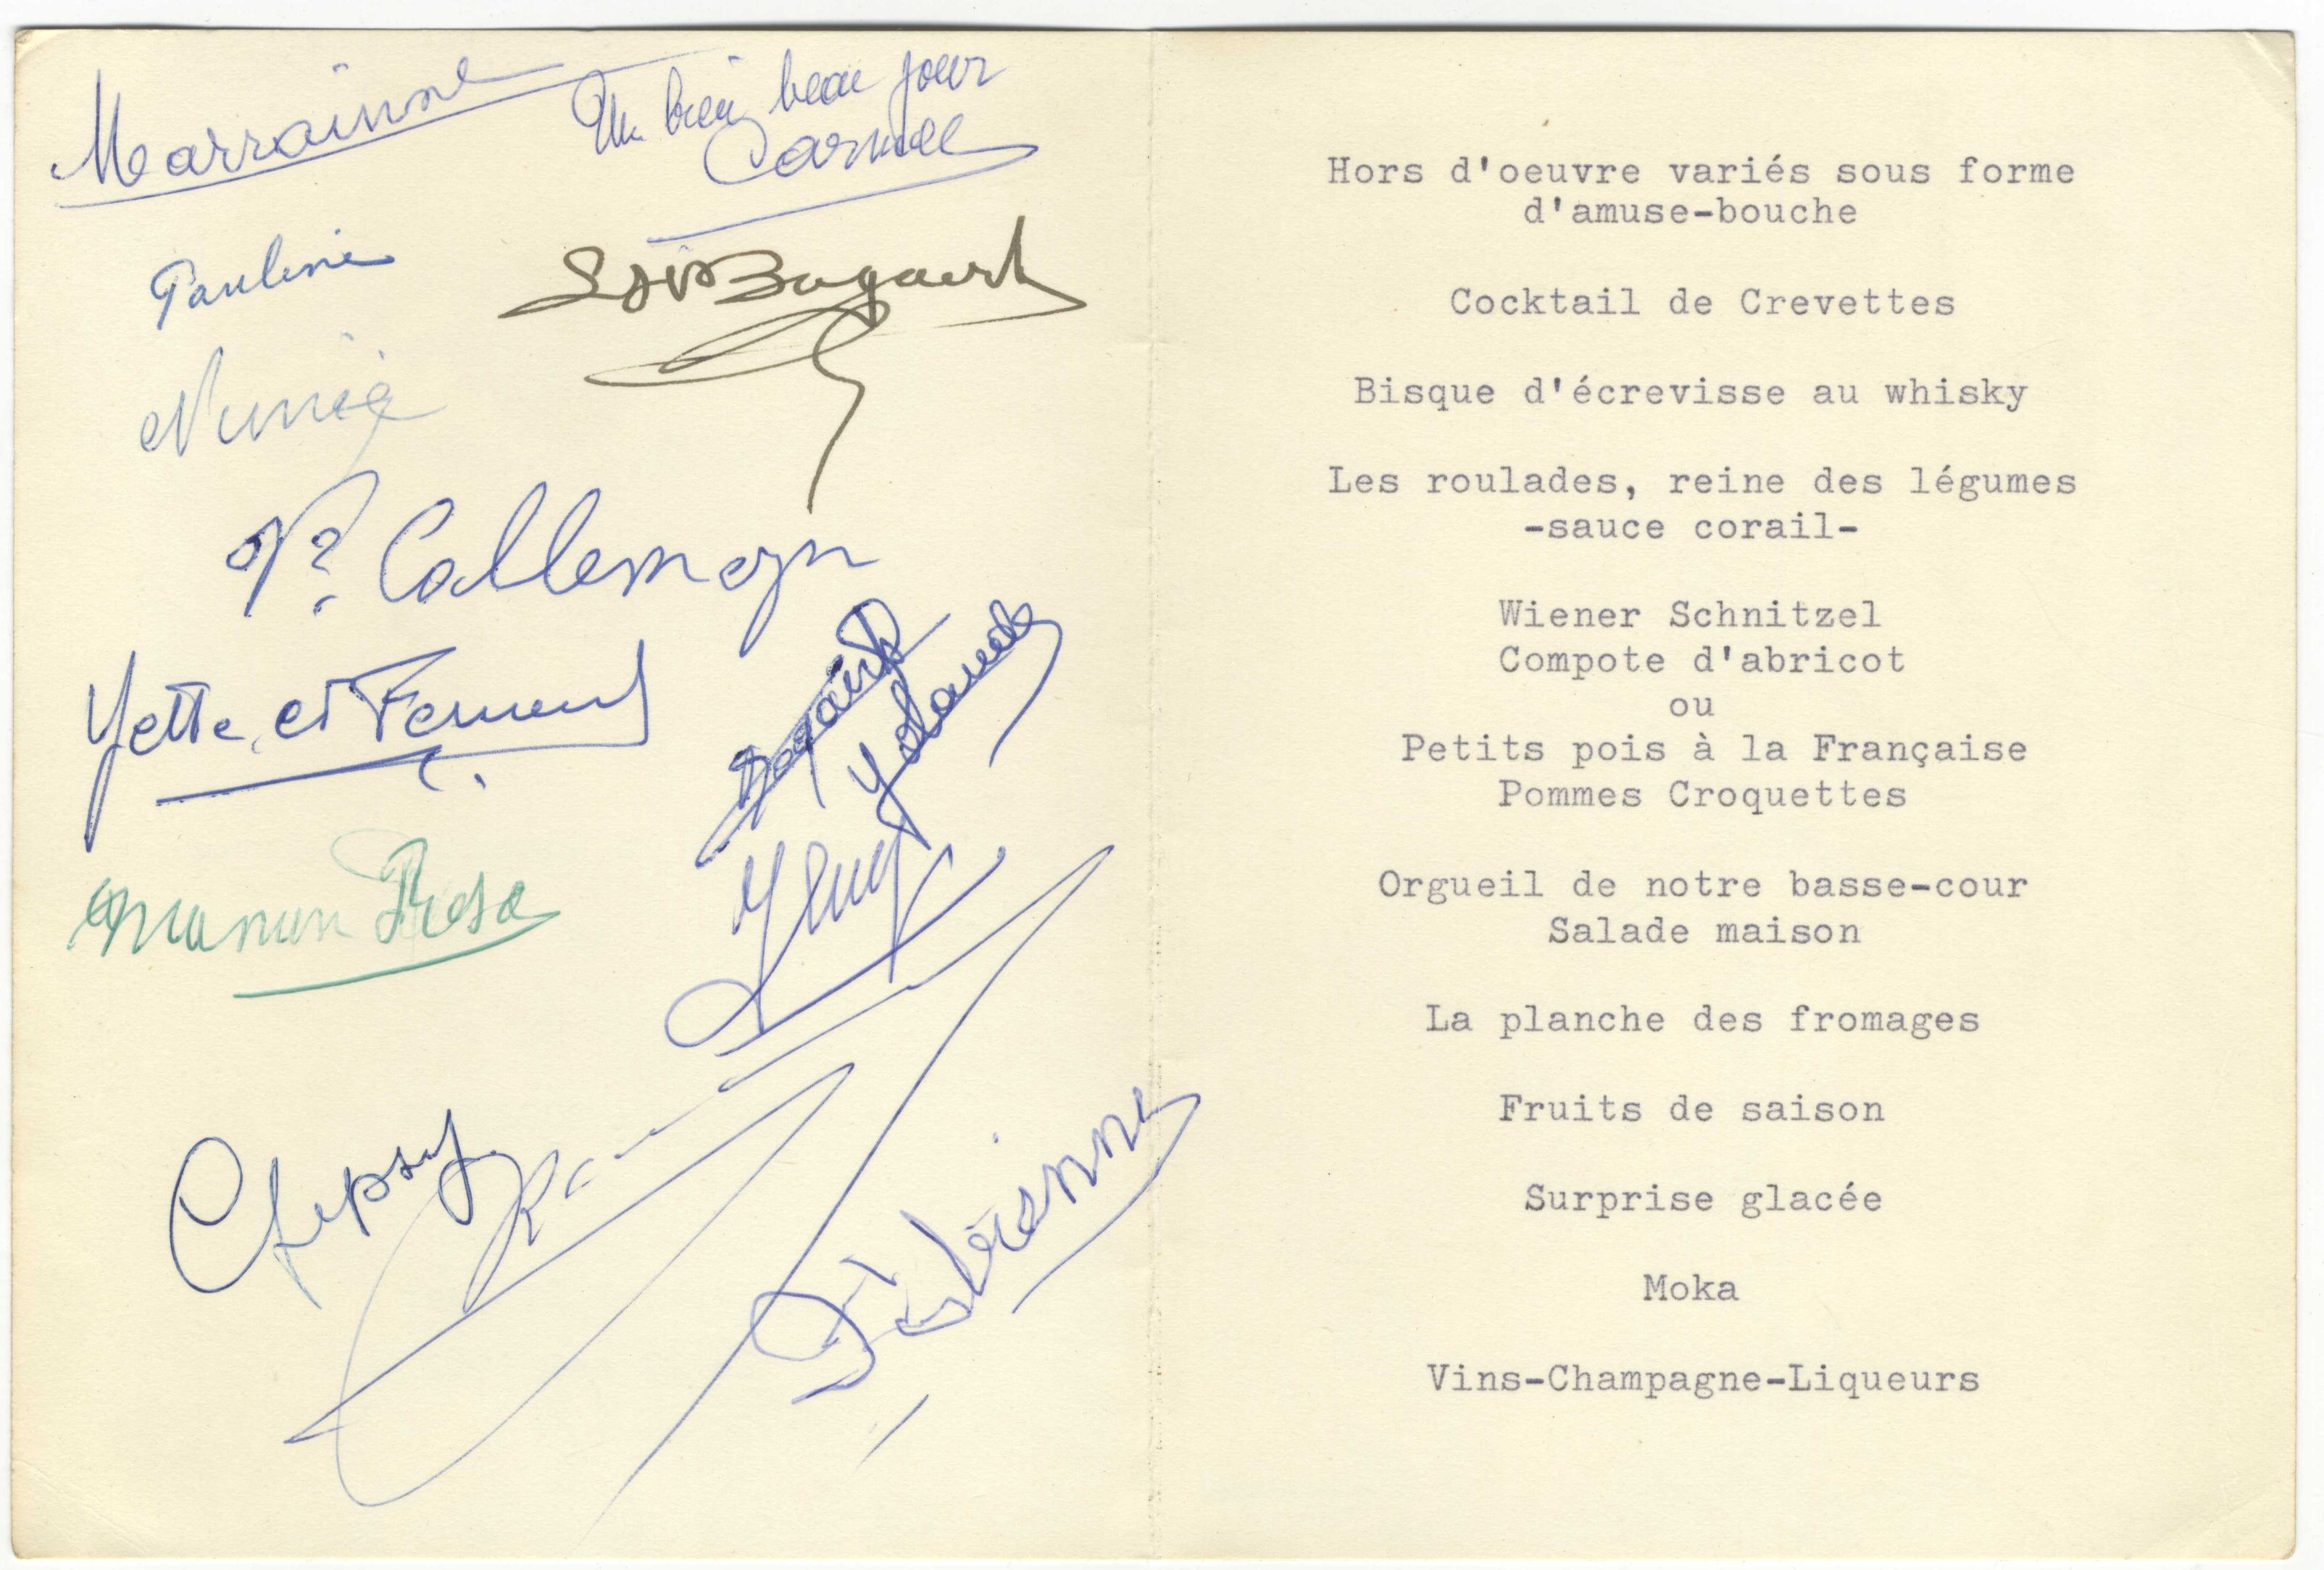 Marrainne
Un bien beau jour
Carmel
Pauline
Callemeyn
Yette et Fernand
Bogaert
Yolande
Hors d'oeuvre variés sous forme
d'amuse-bouche
Cocktail de Crevettes
Bisque d'écrevisse au whisky
Les roulades, reine des légumes
-sauce corail-
Wiener Schnitzel
Compote d'abricot
ou
Petits pois à la Française
Pommes Croquettes
Orgueil de notre basse-cour
Salade maison
La planche des fromages
Fruits de saison
Surprise glacée
Moka
Vins-Champagne-Liqueurs